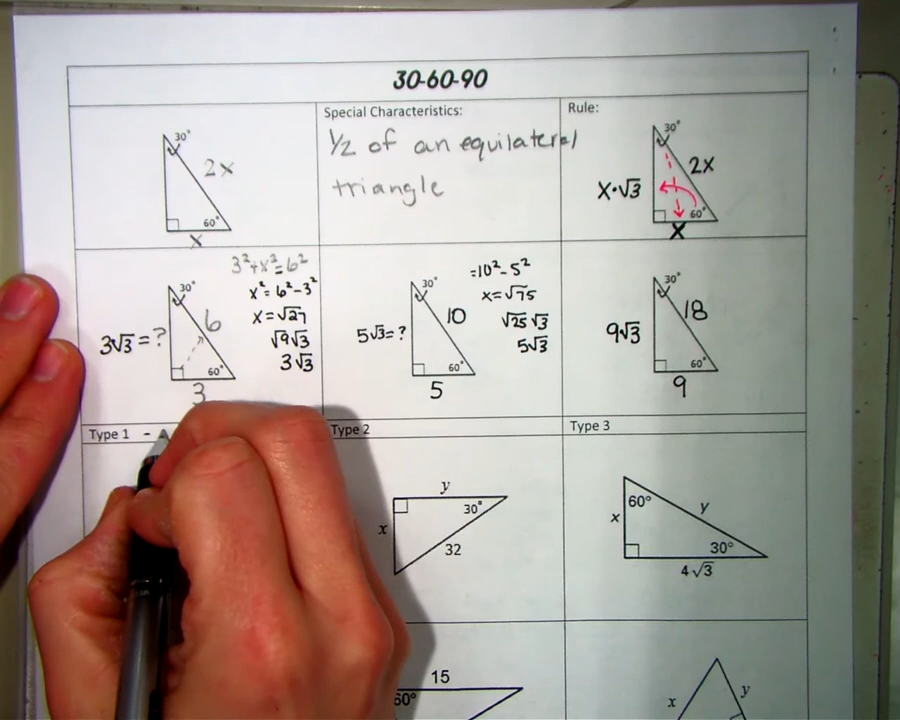 30-60-90
Special Characteristics:
Rule:
30°
2x
60°
x
1/2 of an equilateral
triangle
30°
2x
x·√3
60°
x
3²+x²=6²
x²=6²-3²
x=√27
√9√3
3√3
30°
6
3√3=?
60°
3
=10²-5²
x=√75
√25√3
5√3
30°
10
5√3=?
60°
5
30°
18
9√3
60°
9
Type 1 -
Type 2
Type 3
y
30°
x
32
60°
y
x
30°
4√3
15
60°
x
y